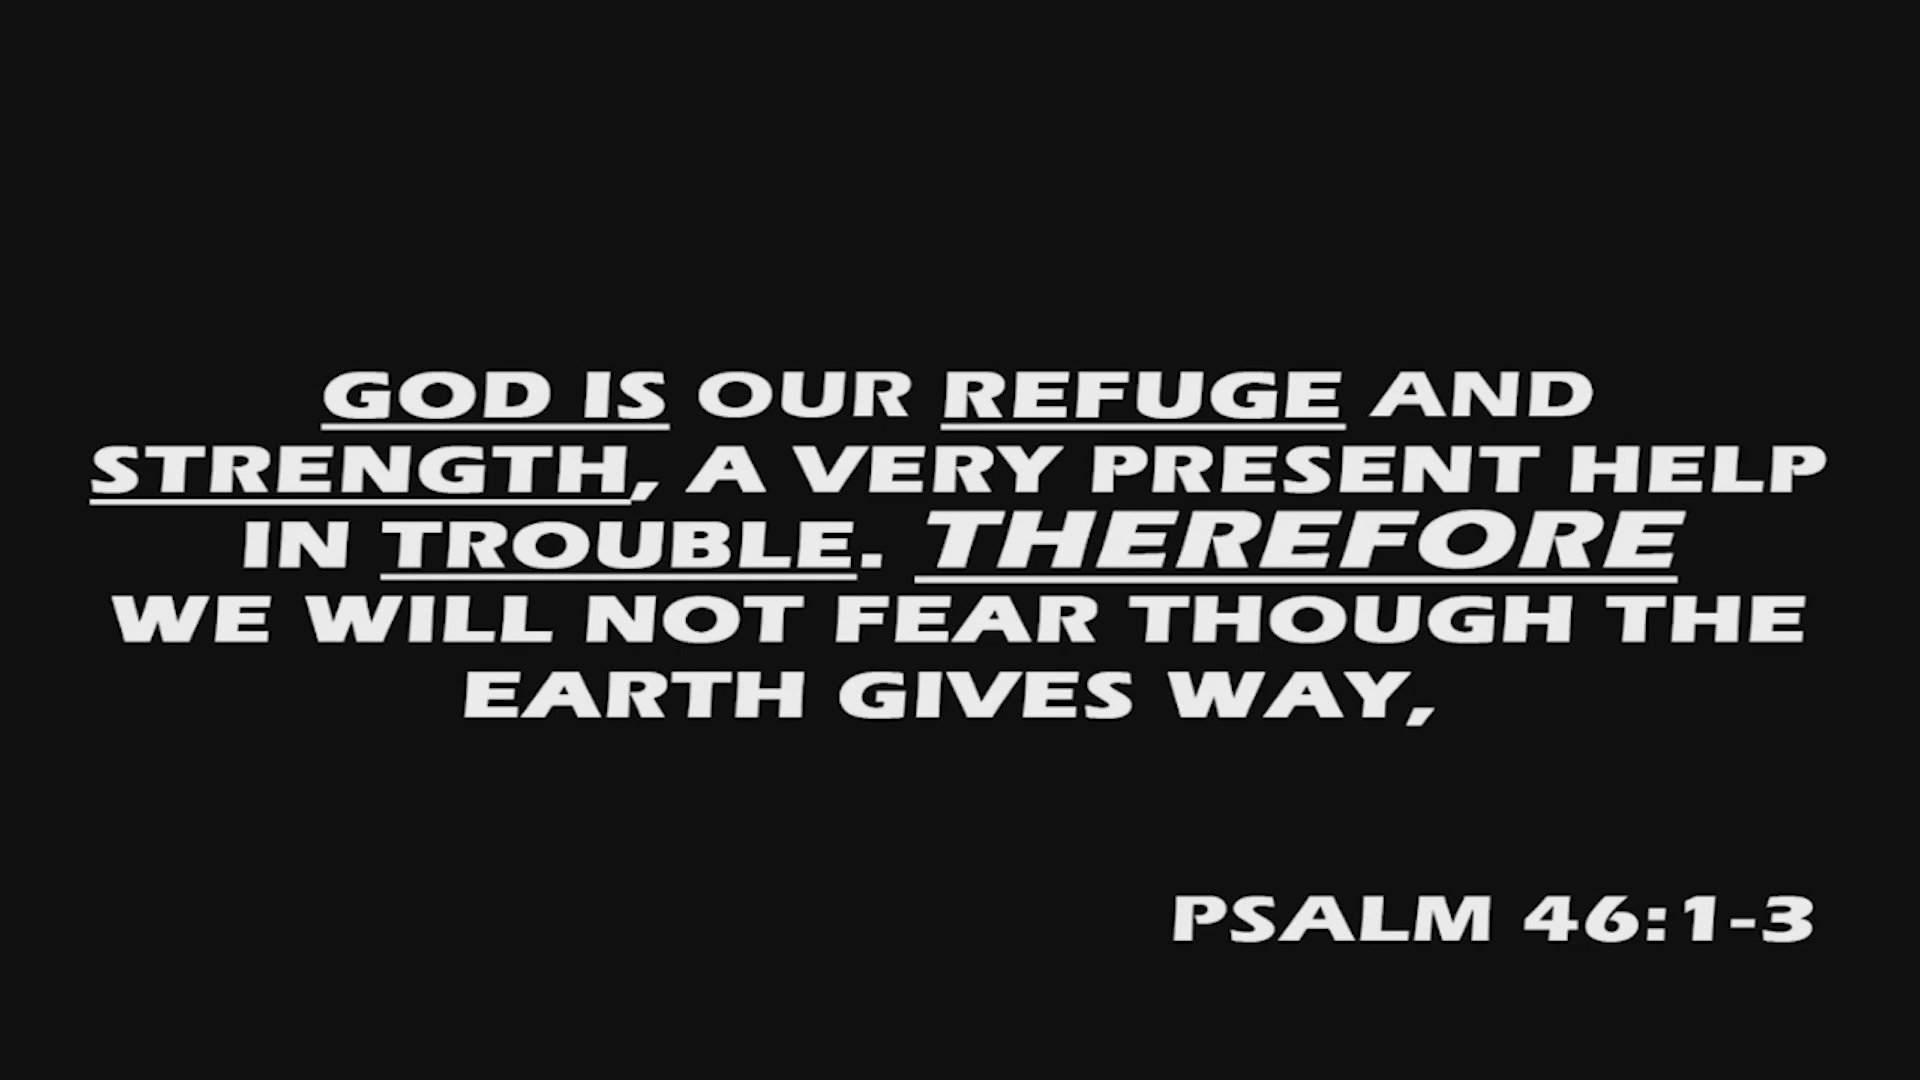 GOD IS OUR REFUGE AND
STRENGTH, A VERY PRESENT HELP
IN TROUBLE. THEREFORE
WE WILL NOT FEAR THOUGH THE
EARTH GIVES WAY,
PSALM 46:1-3